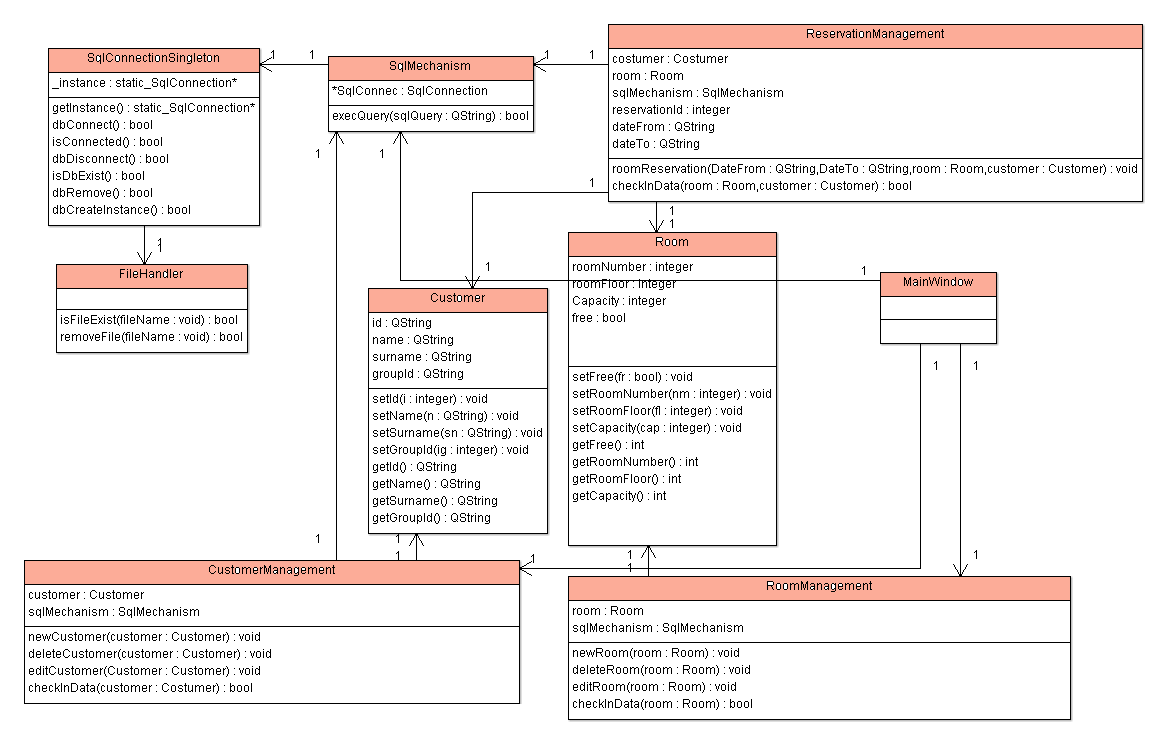 SqlConnectionSingleton
_instance : static_SqlConnection*
getInstance() : static_SqlConnection*
dbConnect() : bool
isConnected() : bool
dbDisconnect() : bool
isDbExist() : bool
dbRemove() : bool
dbCreateInstance() : bool
1
1
SqlMechanism
*SqlConnec : SqlConnection
execQuery(sqlQuery : QString) : bool
1
1
ReservationManagement
costumer : Costumer
room : Room
sqlMechanism : SqlMechanism
reservationId : integer
dateFrom : QString
dateTo : QString
roomReservation(DateFrom : QString,DateTo : QString,room : Room,customer : Customer) : void
checkInData(room : Room,customer : Customer) : bool
1
1
1
1
1
1
1
FileHandler
isFileExist(fileName : void) : bool
removeFile(fileName : void) : bool
Room
roomNumber : integer
roomFloor : integer
Capacity : integer
free : bool
setFree(fr : bool) : void
setRoomNumber(nm : integer) : void
setRoomFloor(fl : integer) : void
setCapacity(cap : integer) : void
getFree() : int
getRoomNumber() : int
getRoomFloor() : int
getCapacity() : int
1
1
MainWindow
1
1
1
Customer
id : QString
name : QString
surname : QString
groupId : QString
setId(i : integer) : void
setName(n : QString) : void
setSurname(sn : QString) : void
setGroupId(ig : integer) : void
getId() : QString
getName() : QString
getSurname() : QString
getGroupId() : QString
1
1
1
1
1
1
1
CustomerManagement
customer : Customer
sqlMechanism : SqlMechanism
newCustomer(customer : Customer) : void
deleteCustomer(customer : Customer) : void
editCustomer(Customer : Customer) : void
checkInData(customer : Costumer) : bool
RoomManagement
room : Room
sqlMechanism : SqlMechanism
newRoom(room : Room) : void
deleteRoom(room : Room) : void
editRoom(room : Room) : void
checkInData(room : Room) : bool